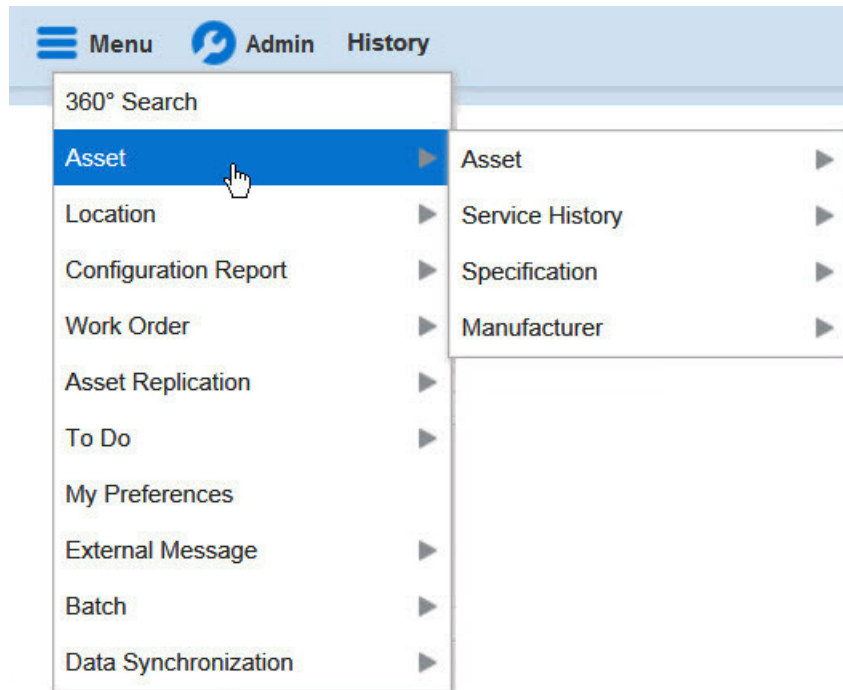 Menu Admin History
360° Search
Asset
Location
Configuration Report
Work Order
Asset Replication
To Do
My Preferences
External Message
Batch
Data Synchronization
Asset
Service History
Specification
Manufacturer